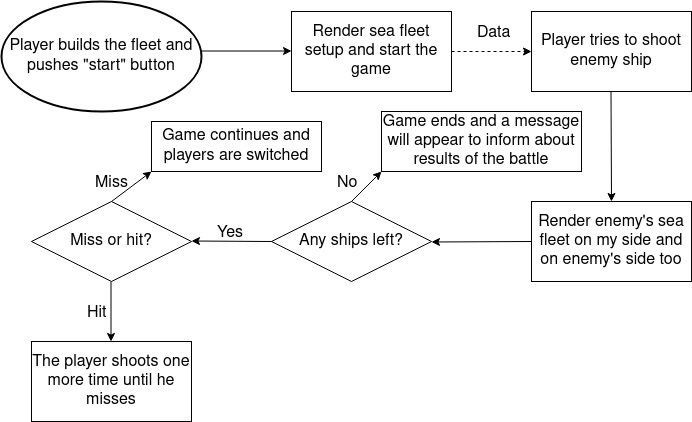 Player builds the fleet and
pushes "start" button
Render sea fleet
setup and start the
game
Data
Player tries to shoot
enemy ship
Game continues and
players are switched
Game ends and a message
will appear to inform about
results of the battle
Miss
No
Miss or hit?
Yes
Any ships left?
Render enemy's sea
fleet on my side and
on enemy's side too
Hit
The player shoots one
more time until he
misses